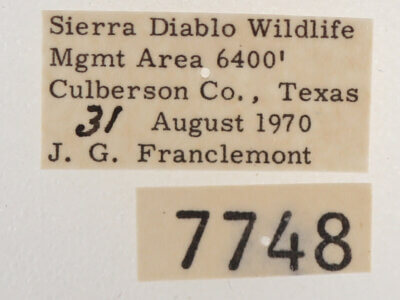 Sierra Diablo Wildlife
Mgmt Area 6400'
Culberson Co., Texas
31 August 1970
J. G. Franclemont
7748